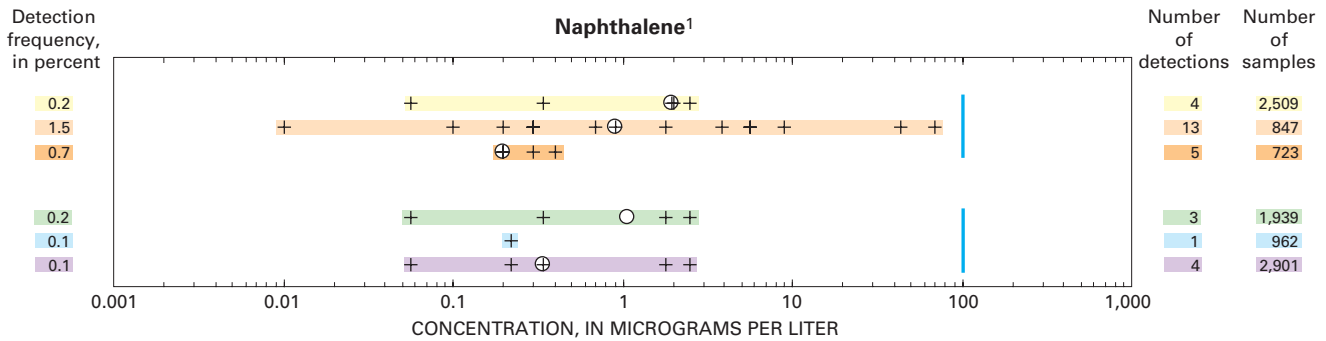 Naphthalene1
Detection
frequency,
in percent
Number
of
detections
Number
of
samples
0.2 4 2,509
1.5 13 847
0.7 5 723
0.2 3 1,939
0.1 1 962
0.1 4 2,901
0.001 0.01 0.1 1 10 100 1,000
CONCENTRATION, IN MICROGRAMS PER LITER